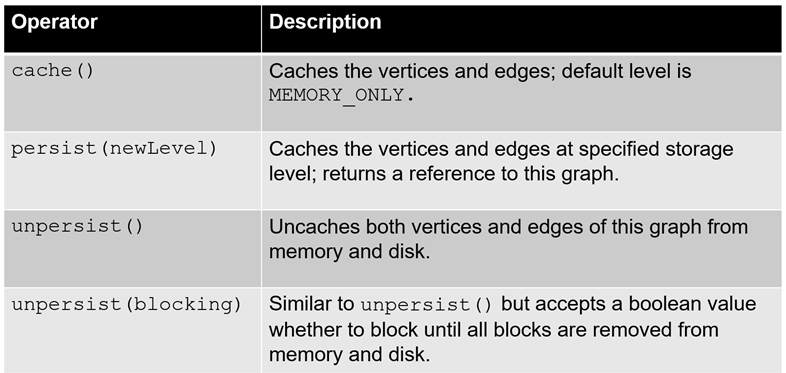 Operator Description
cache() Caches the vertices and edges; default level is
MEMORY_ONLY.
persist(newLevel) Caches the vertices and edges at specified storage
level; returns a reference to this graph.
unpersist() Uncaches both vertices and edges of this graph from
memory and disk.
unpersist(blocking) Similar to unpersist() but accepts a boolean value
whether to block until all blocks are removed from
memory and disk.